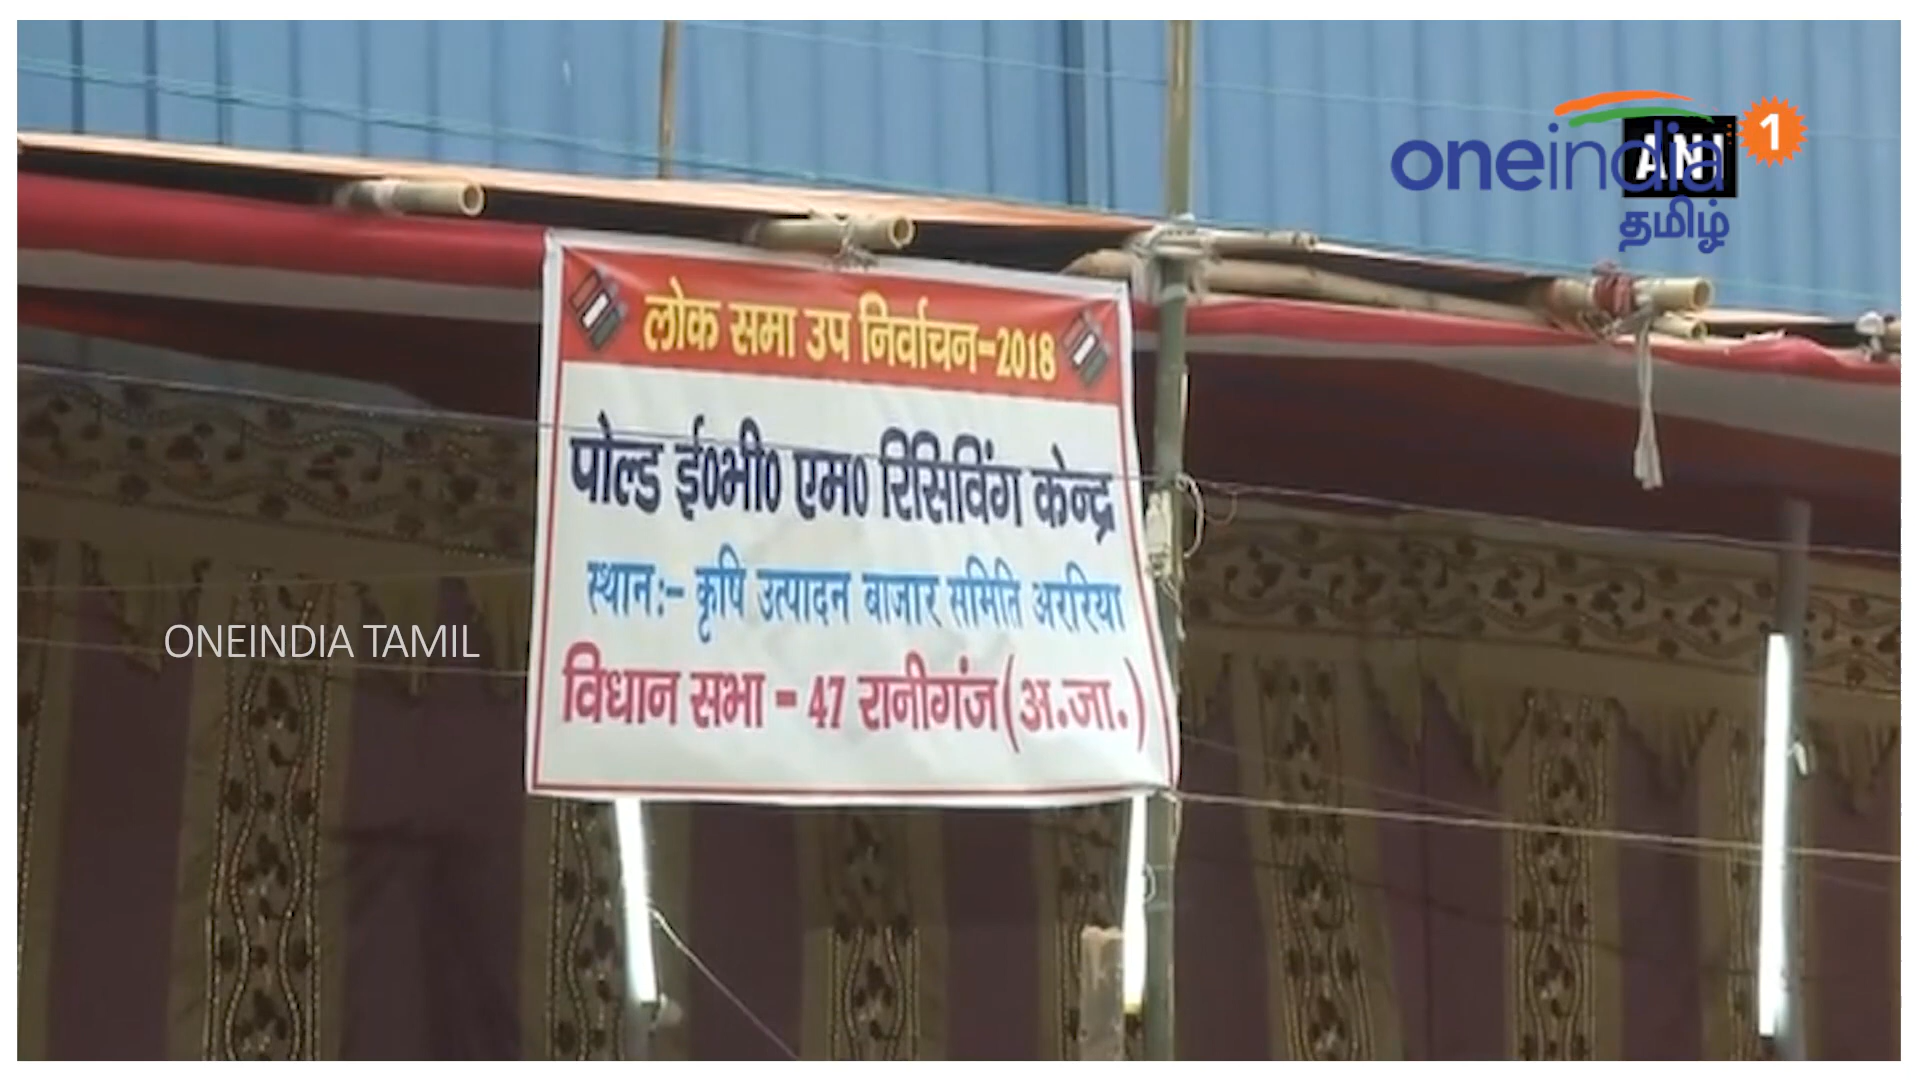 oneindia
ANI
1
தமிழ்
लोक सभा उप निर्वाचन-2018
पोल्ड ई०भी० एम० रिसिविंग केन्द्र
स्थान:- कृषि उत्पादन बाजार समिति अररिया
विधान सभा - 47 रानीगंज (अ.जा.)
ONEINDIA TAMIL